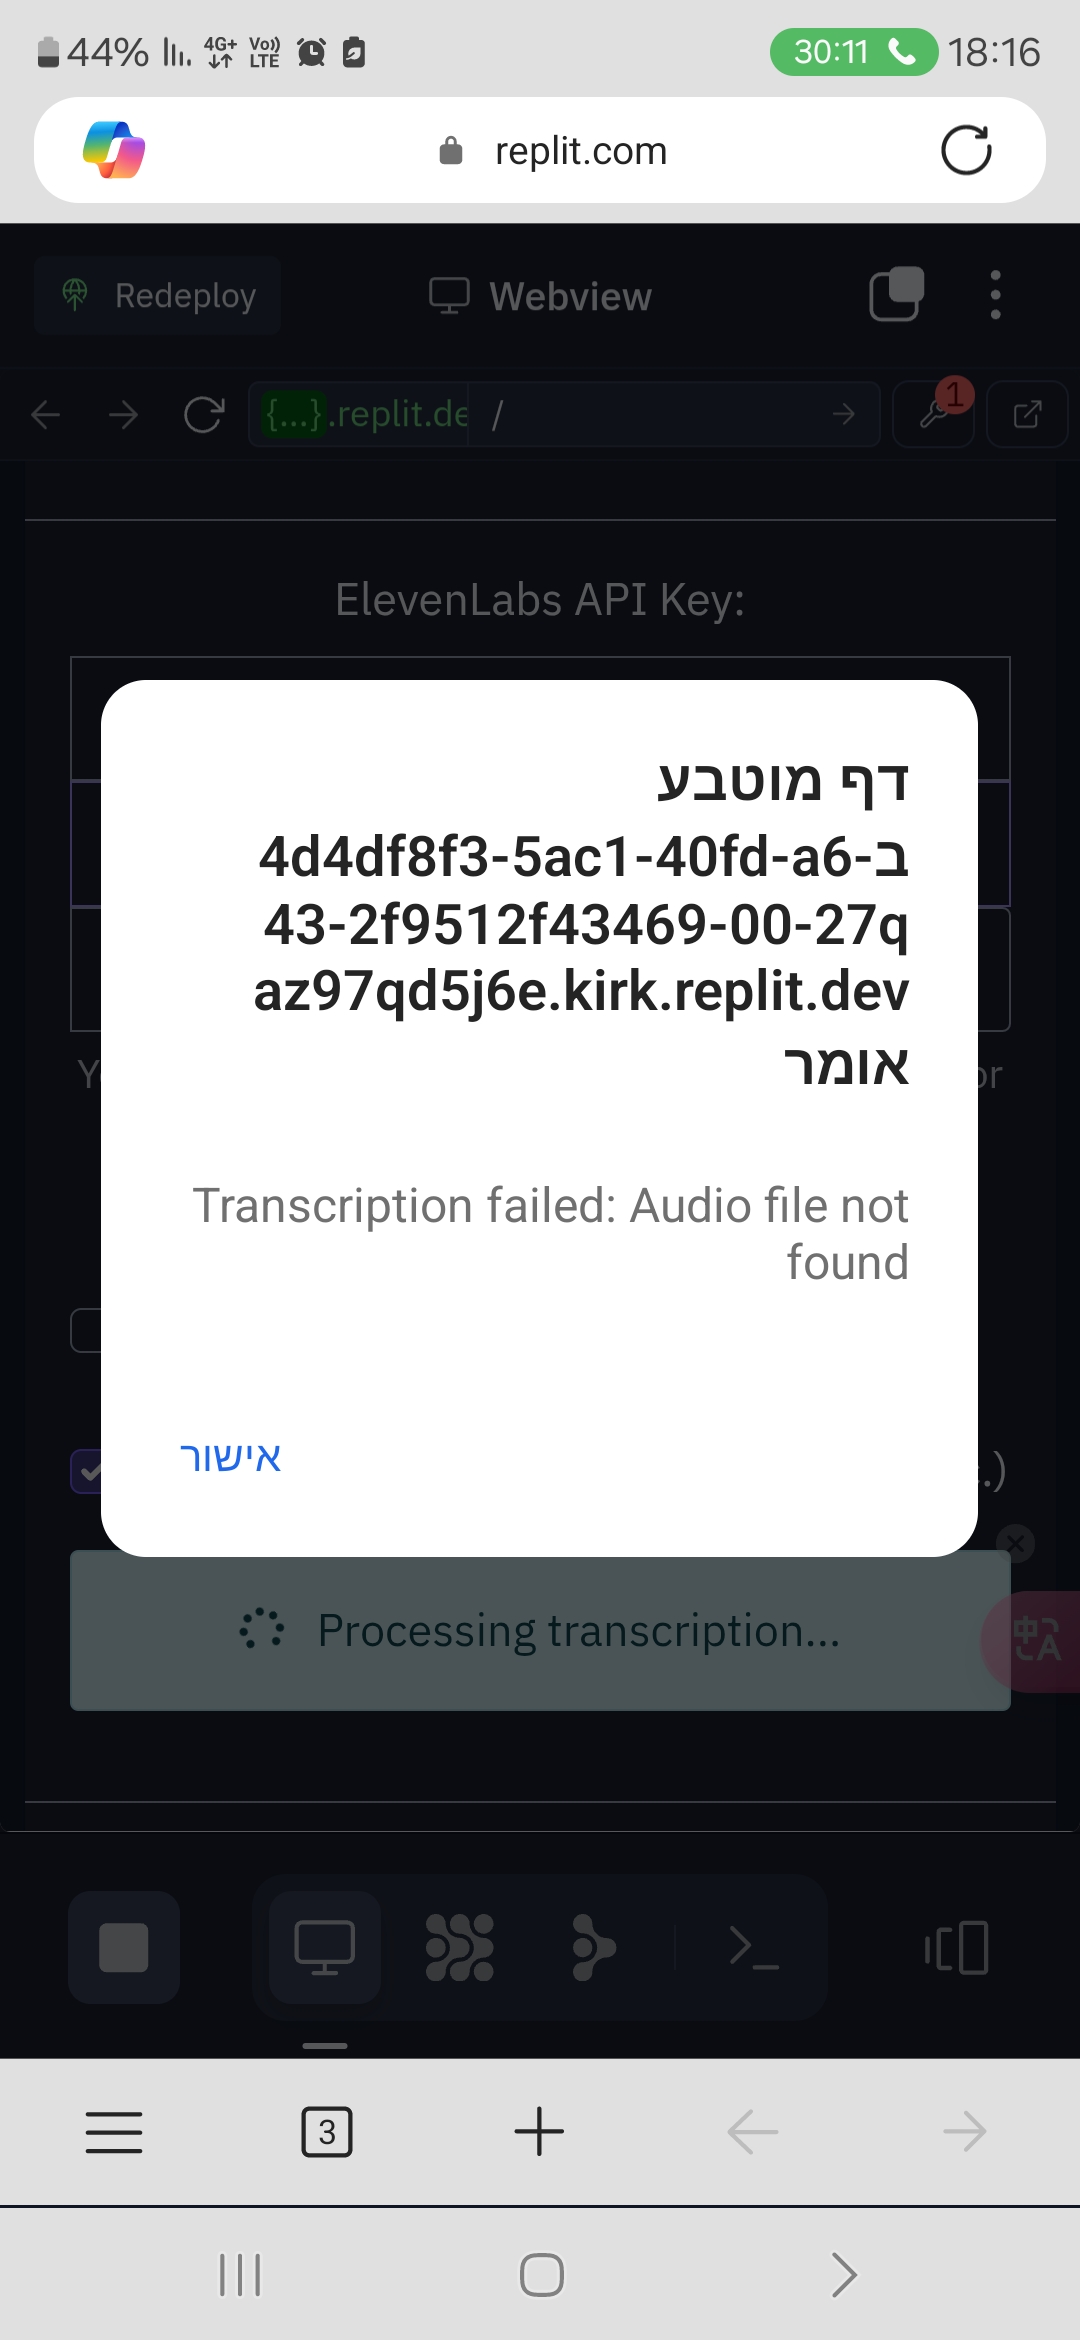 44% 4G+ Vo)) LTE 30:11 18:16
replit.com
Redeploy Webview
{...}.replit.de / 1
ElevenLabs API Key:
דף מוטבע
ב-4d4df8f3-5ac1-40fd-a6
43-2f9512f43469-00-27q
az97qd5j6e.kirk.replit.dev
אומר
Transcription failed: Audio file not
found
אישור
.)
Processing transcription...
3